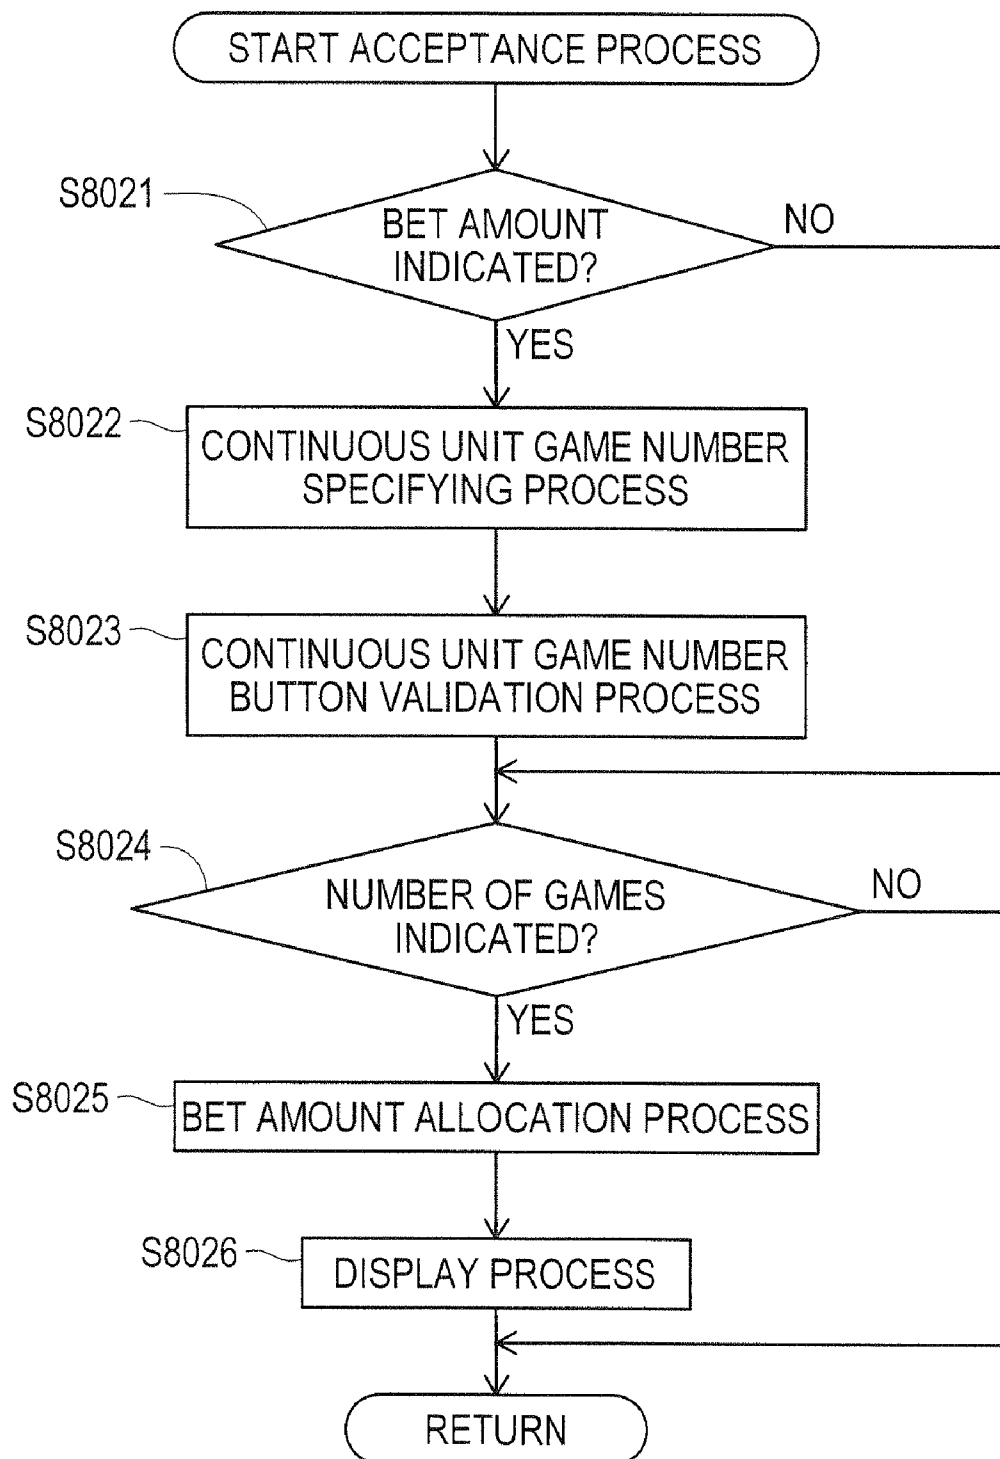 START ACCEPTANCE PROCESS
S8021
BET AMOUNT
INDICATED?
NO
YES
S8022
CONTINUOUS UNIT GAME NUMBER
SPECIFYING PROCESS
S8023
CONTINUOUS UNIT GAME NUMBER
BUTTON VALIDATION PROCESS
S8024
NUMBER OF GAMES
INDICATED?
NO
YES
S8025
BET AMOUNT ALLOCATION PROCESS
S8026
DISPLAY PROCESS
RETURN